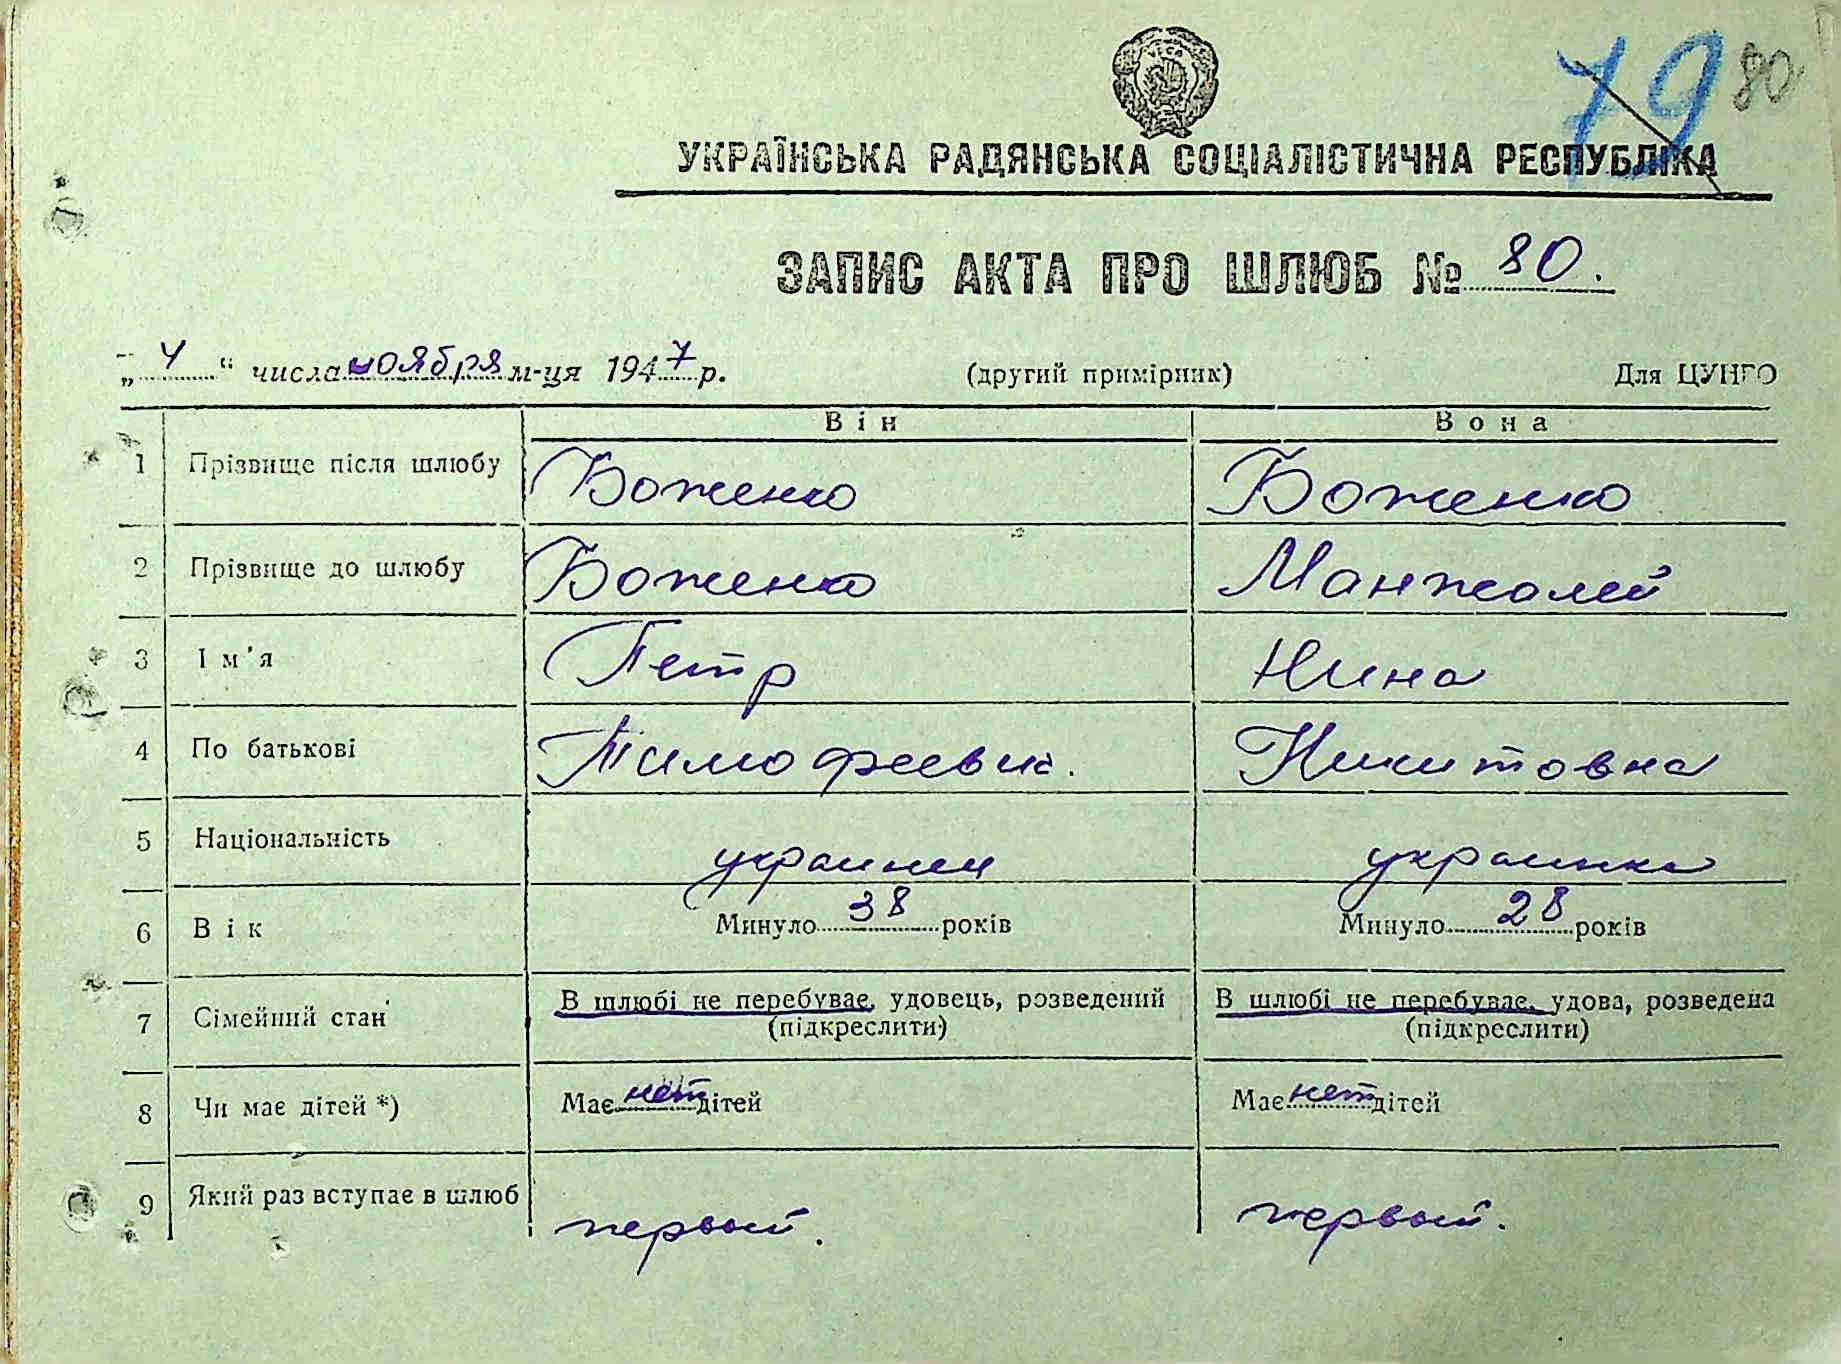 79 80
УКРАЇНСЬКА РАДЯНСЬКА СОЦІАЛІСТИЧНА РЕСПУБЛІКА
ЗАПИС АКТА ПРО ШЛЮБ № 80.
„ 4 “ числа ноября м-ця 1947 р. (другий примірник) Для ЦУНГО
Він Вона
1 Прізвище після шлюбу Боженко Боженко
2 Прізвище до шлюбу Боженко Манжолей
3 Ім'я Петр Нина
4 По батькові Тимофеевич. Никитовна
5 Національність украинец украинка
6 Вік Минуло 38 років Минуло 28 років
7 Сімейний стан В шлюбі не перебуває, удовець, розведений В шлюбі не перебуває, удова, розведена
(підкреслити) (підкреслити)
8 Чи має дітей *) Має нет дітей Має нет дітей
9 Який раз вступає в шлюб первый. первый.